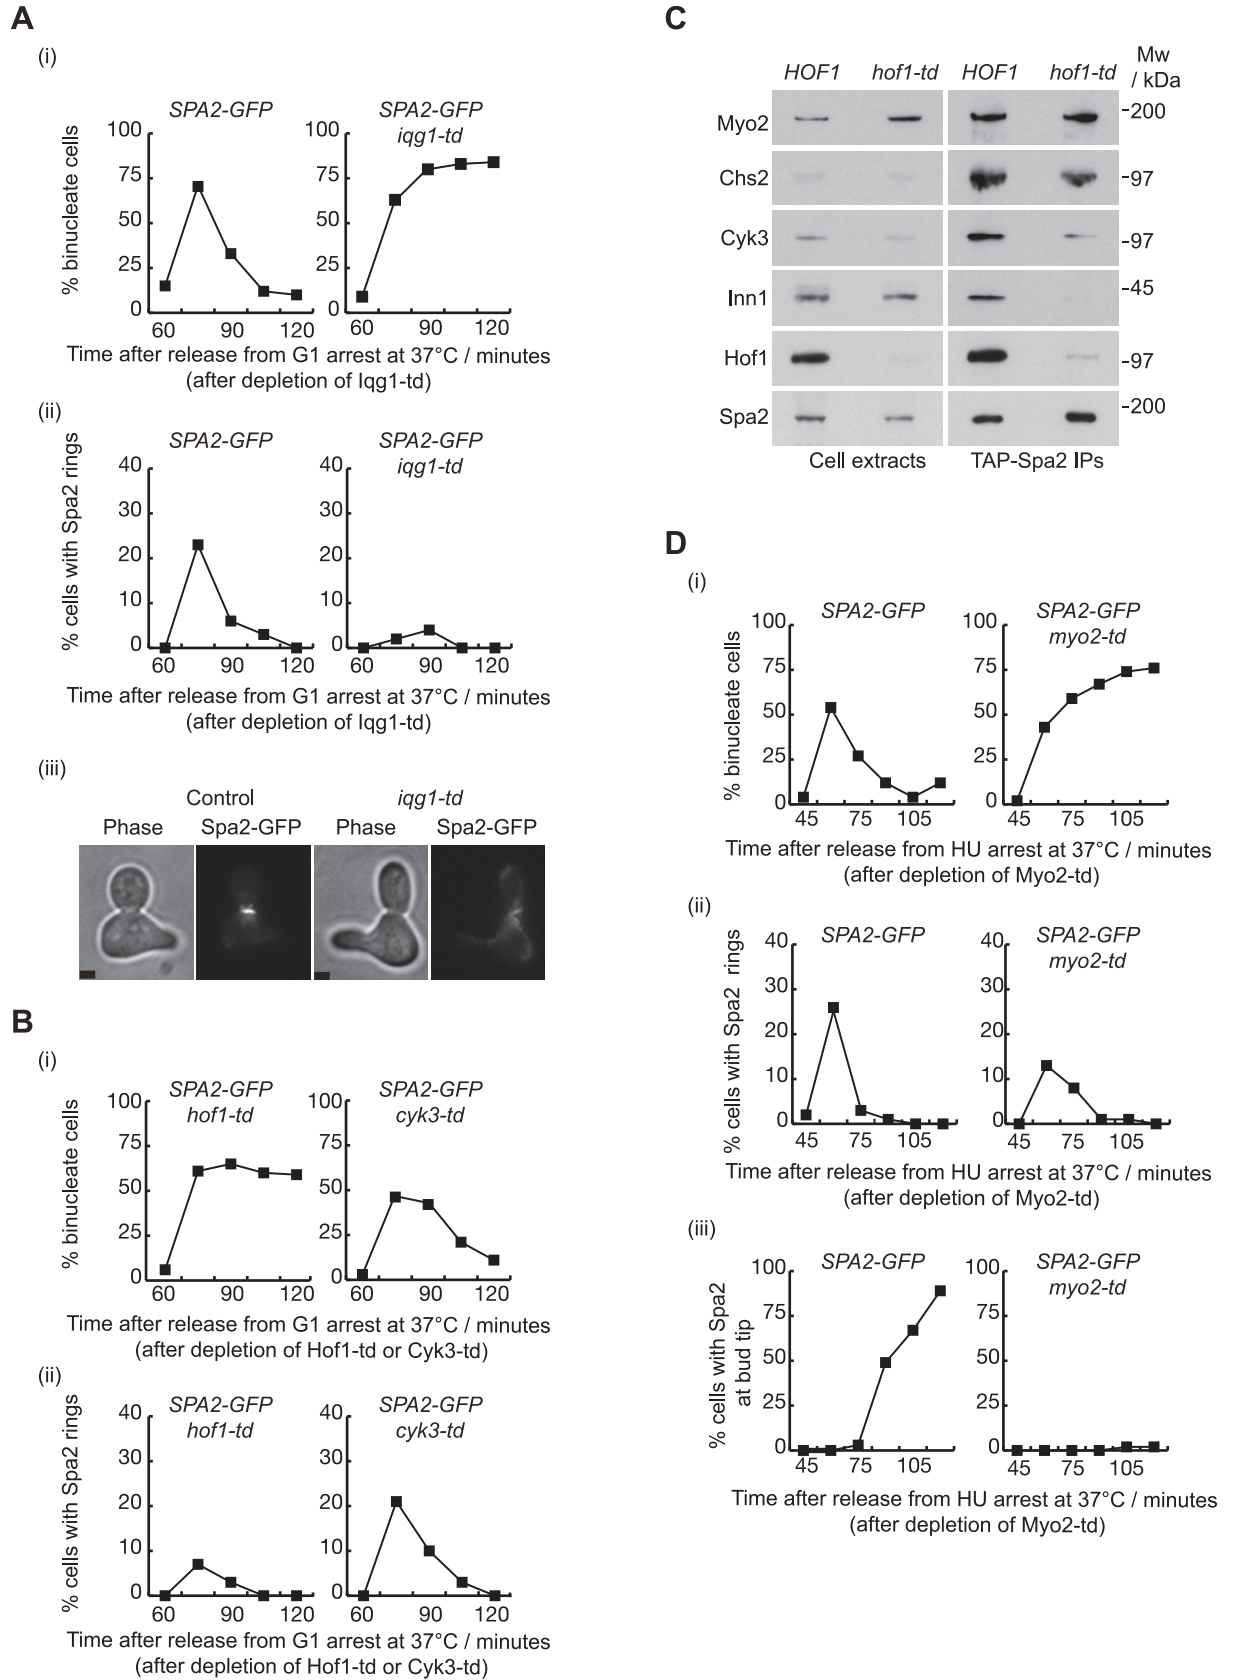 A
(i)
SPA2-GFP
SPA2-GFP
iqg1-td
% binucleate cells
100
75
50
25
0
100
75
50
25
0
60 90 120
60 90 120
Time after release from G1 arrest at 37°C / minutes
(after depletion of Iqg1-td)
(ii)
SPA2-GFP
SPA2-GFP
iqg1-td
% cells with Spa2 rings
40
30
20
10
0
40
30
20
10
0
60 90 120
60 90 120
Time after release from G1 arrest at 37°C / minutes
(after depletion of Iqg1-td)
(iii)
Control iqg1-td
Phase Spa2-GFP Phase Spa2-GFP
B
(i)
SPA2-GFP
hof1-td
SPA2-GFP
cyk3-td
% binucleate cells
100
75
50
25
0
100
75
50
25
0
60 90 120
60 90 120
Time after release from G1 arrest at 37°C / minutes
(after depletion of Hof1-td or Cyk3-td)
(ii)
SPA2-GFP
hof1-td
SPA2-GFP
cyk3-td
% cells with Spa2 rings
40
30
20
10
0
40
30
20
10
0
60 90 120
60 90 120
Time after release from G1 arrest at 37°C / minutes
(after depletion of Hof1-td or Cyk3-td)
C
Mw
/ kDa
HOF1 hof1-td HOF1 hof1-td
Myo2 -200
Chs2 -97
Cyk3 -97
Inn1 -45
Hof1 -97
Spa2 -200
Cell extracts TAP-Spa2 IPs
D
(i)
SPA2-GFP
SPA2-GFP
myo2-td
% binucleate cells
100
75
50
25
0
100
75
50
25
0
45 75 105
45 75 105
Time after release from HU arrest at 37°C / minutes
(after depletion of Myo2-td)
(ii)
SPA2-GFP
SPA2-GFP
myo2-td
% cells with Spa2 rings
40
30
20
10
0
40
30
20
10
0
45 75 105
45 75 105
Time after release from HU arrest at 37°C / minutes
(after depletion of Myo2-td)
(iii)
SPA2-GFP
SPA2-GFP
myo2-td
% cells with Spa2
at bud tip
100
75
50
25
0
100
75
50
25
0
45 75 105
45 75 105
Time after release from HU arrest at 37°C / minutes
(after depletion of Myo2-td)